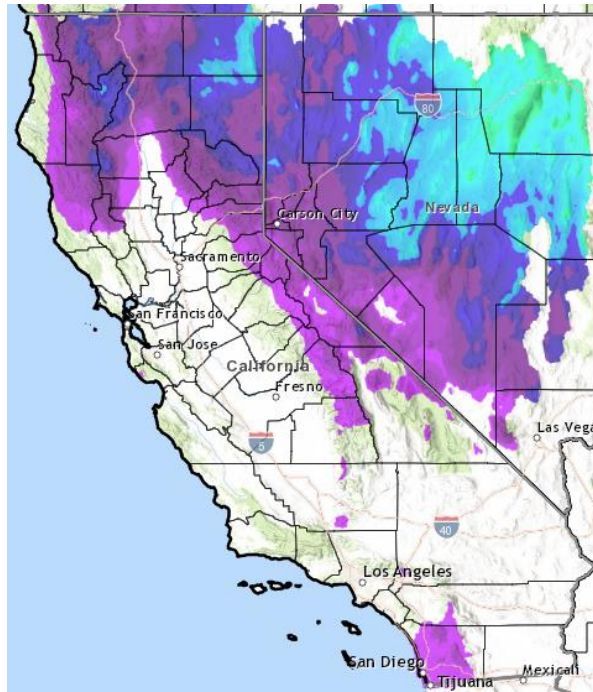 80
Nevada
Carson City
Sacramento
San Francisco
San Jose
California
Fresno
5
Las Vega
40
Los Angeles
San Diego
Tijuana
Mexicali